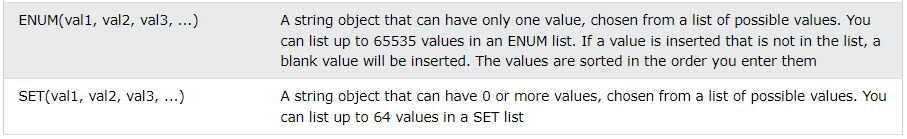 ENUM(val1, val2, val3, ...) A string object that can have only one value, chosen from a list of possible values. You
can list up to 65535 values in an ENUM list. If a value is inserted that is not in the list, a
blank value will be inserted. The values are sorted in the order you enter them
SET(val1, val2, val3, ...) A string object that can have 0 or more values, chosen from a list of possible values. You
can list up to 64 values in a SET list